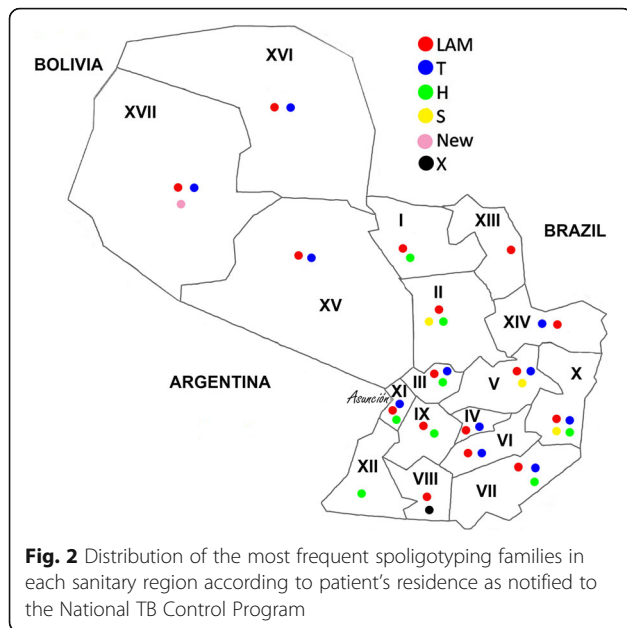 XVI
LAM
BOLIVIA
T
XVII
H
S
New
X
I
XIII
BRAZIL
II
XV
XIV
ARGENTINA
III
V
X
XI
Asunción
IX
IV
VI
XII
VIII
VII
Fig. 2 Distribution of the most frequent spoligotyping families in
each sanitary region according to patient's residence as notified to
the National TB Control Program